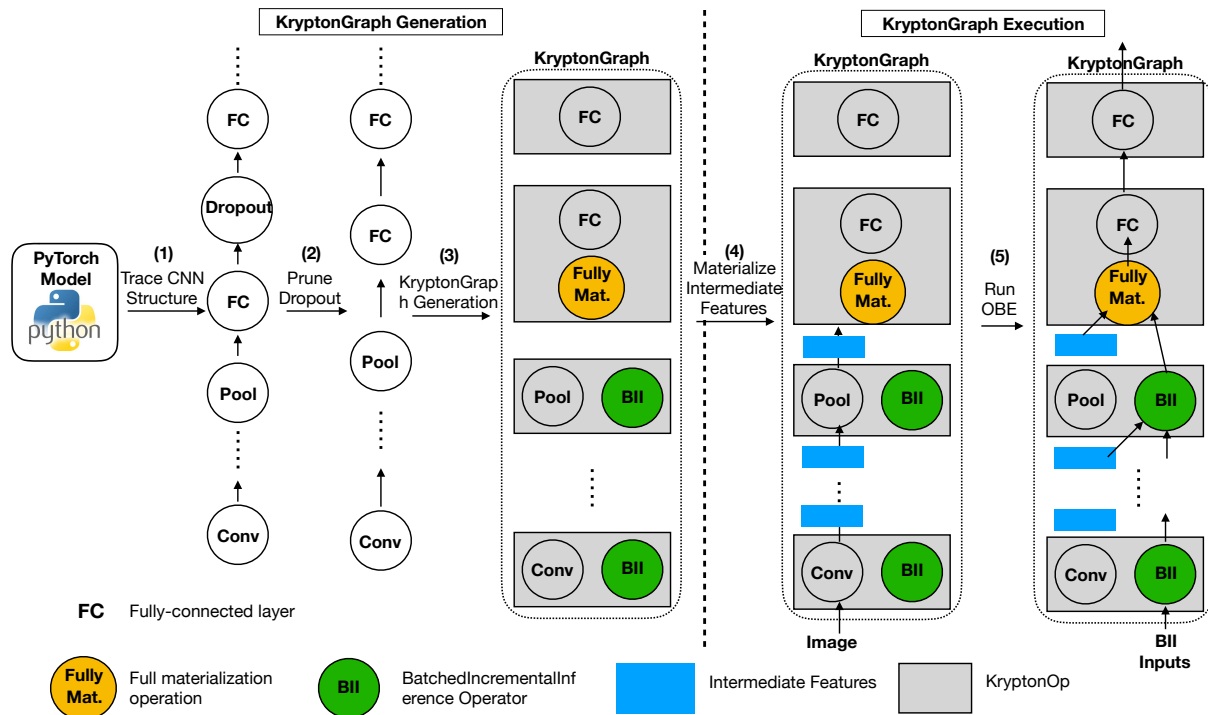 KryptonGraph Generation
KryptonGraph Execution
PyTorch
Model
python
(1)
Trace CNN
Structure
FC
Dropout
FC
Pool
Conv
(2)
Prune
Dropout
FC
FC
Pool
Conv
(3)
KryptonGrap
h Generation
KryptonGraph
FC
FC
Fully
Mat.
Pool
BII
Conv
BII
(4)
Materialize
Intermediate
Features
KryptonGraph
FC
FC
Fully
Mat.
Pool
BII
Conv
BII
Image
(5)
Run
OBE
KryptonGraph
FC
FC
Fully
Mat.
Pool
BII
Conv
BII
BII
Inputs
FC
Fully-connected layer
Fully
Mat.
Full materialization
operation
BII
BatchedIncrementalInf
erence Operator
Intermediate Features
KryptonOp